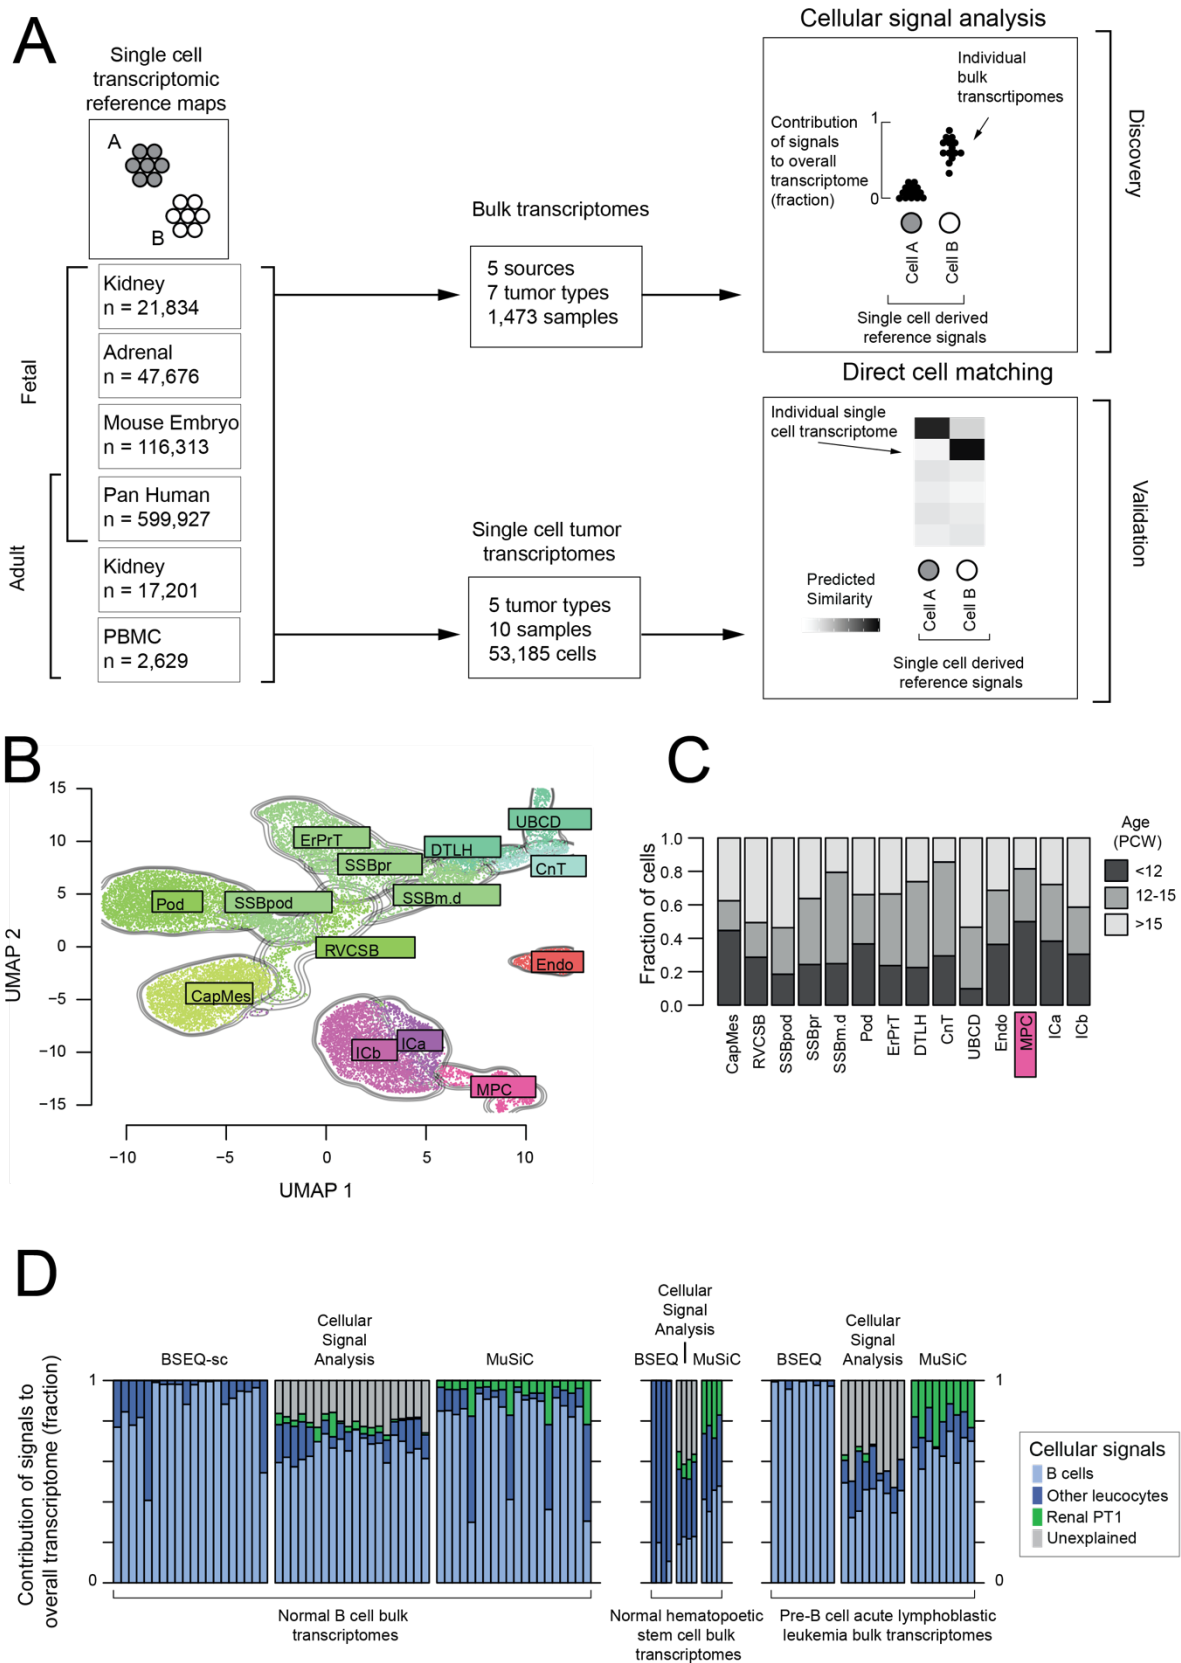 A
Single cell
transcriptomic
reference maps
A
B
Fetal
Adult
Kidney
n = 21,834
Adrenal
n = 47,676
Mouse Embryo
n = 116,313
Pan Human
n = 599,927
Kidney
n = 17,201
PBMC
n = 2,629
Bulk transcriptomes
5 sources
7 tumor types
1,473 samples
Single cell tumor
transcriptomes
5 tumor types
10 samples
53,185 cells
Cellular signal analysis
Individual
bulk
transcrtipomes
Contribution
of signals
to overall
transcriptome
(fraction)
1
0
Cell A
Cell B
Single cell derived
reference signals
Discovery
Direct cell matching
Individual single
cell transcriptome
Predicted
Similarity
Cell A
Cell B
Single cell derived
reference signals
Validation
B
UMAP 2
15
10
5
0
−5
−10
−15
ErPrT
SSBpr
DTLH
UBCD
CnT
Pod
SSBpod
SSBm.d
RVCSB
Endo
CapMes
ICb
ICa
MPC
−10
−5
0
5
10
UMAP 1
C
Fraction of cells
1.0
0.8
0.6
0.4
0.2
0.0
CapMes
RVCSB
SSBpod
SSBpr
SSBm.d
Pod
ErPrT
DTLH
CnT
UBCD
Endo
MPC
ICa
ICb
Age
(PCW)
<12
12-15
>15
D
Contribution of signals to
overall transcriptome (fraction)
1
0
BSEQ-sc
Cellular
Signal
Analysis
MuSiC
Normal B cell bulk
transcriptomes
BSEQ
Cellular
Signal
Analysis
MuSiC
Normal hematopoetic
stem cell bulk
transcriptomes
BSEQ
Cellular
Signal
Analysis
MuSiC
Pre-B cell acute lymphoblastic
leukemia bulk transcriptomes
1
0
Cellular signals
B cells
Other leucocytes
Renal PT1
Unexplained